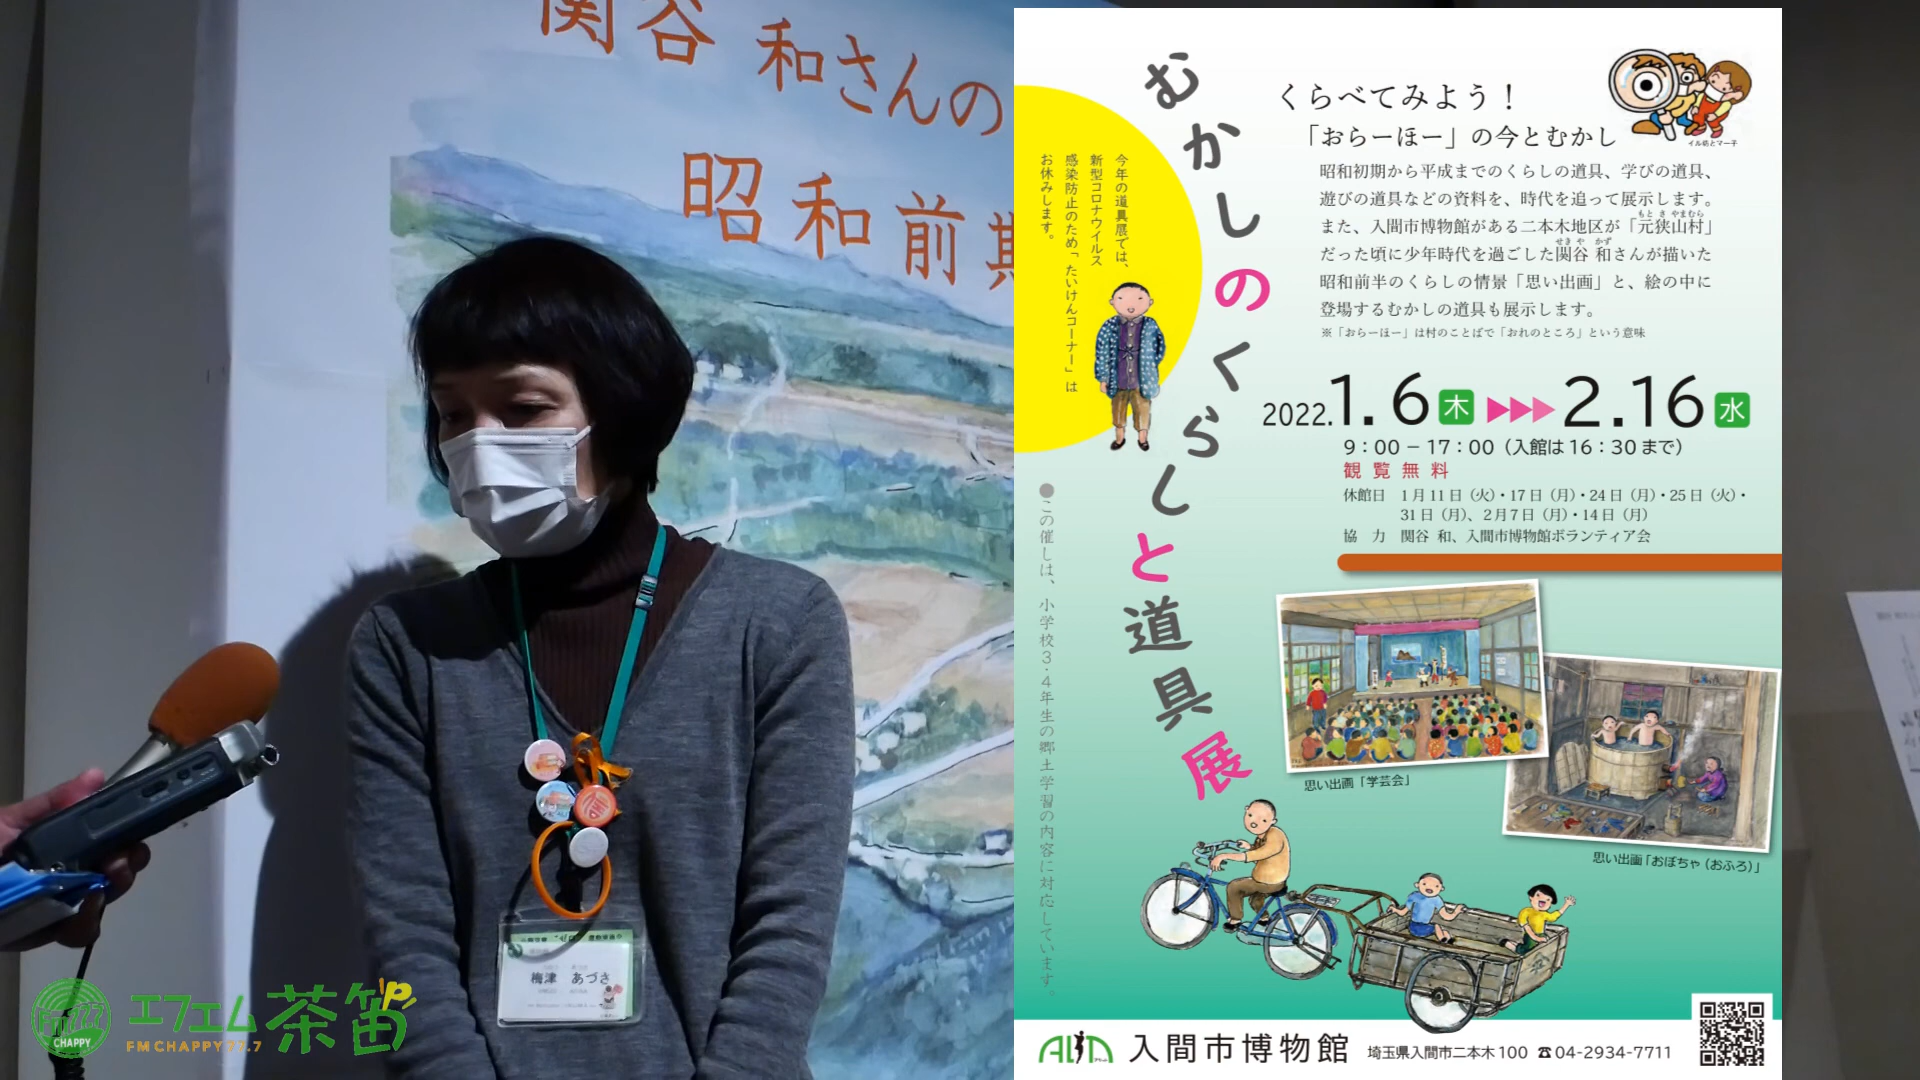 関谷 和さんの
昭和前期
梅津 あづさ
FM 77.7
CHAPPY
エフエム茶笛
FM CHAPPY 77.7
むかしのくらしと道具展
今年の道具展では、
新型コロナウイルス
感染防止のため「たいけんコーナー」は
お休みします。
●この催しは、小学校3・4年生の郷土学習の内容に対応しています。
くらべてみよう！
「おらーほー」の今とむかし
イル坊とマー子
昭和初期から平成までのくらしの道具、学びの道具、
遊びの道具などの資料を、時代を追って展示します。
また、入間市博物館がある二本木地区が「元狭山村」
もと さ やまむら
だった頃に少年時代を過ごした関谷 和さんが描いた
せき や かず
昭和前半のくらしの情景「思い出画」と、絵の中に
登場するむかしの道具も展示します。
※「おらーほー」は村のことばで「おれのところ」という意味
2022.1.6木 ▶▶▶ 2.16水
9：00－17：00（入館は16：30まで）
観覧無料
休館日 1月11日（火）・17日（月）・24日（月）・25日（火）・
31日（月）、2月7日（月）・14日（月）
協 力 関谷 和、入間市博物館ボランティア会
思い出画「学芸会」
思い出画「おぼちゃ（おふろ）」
ALIT 入間市博物館 埼玉県入間市二本木100 ☎04-2934-7711